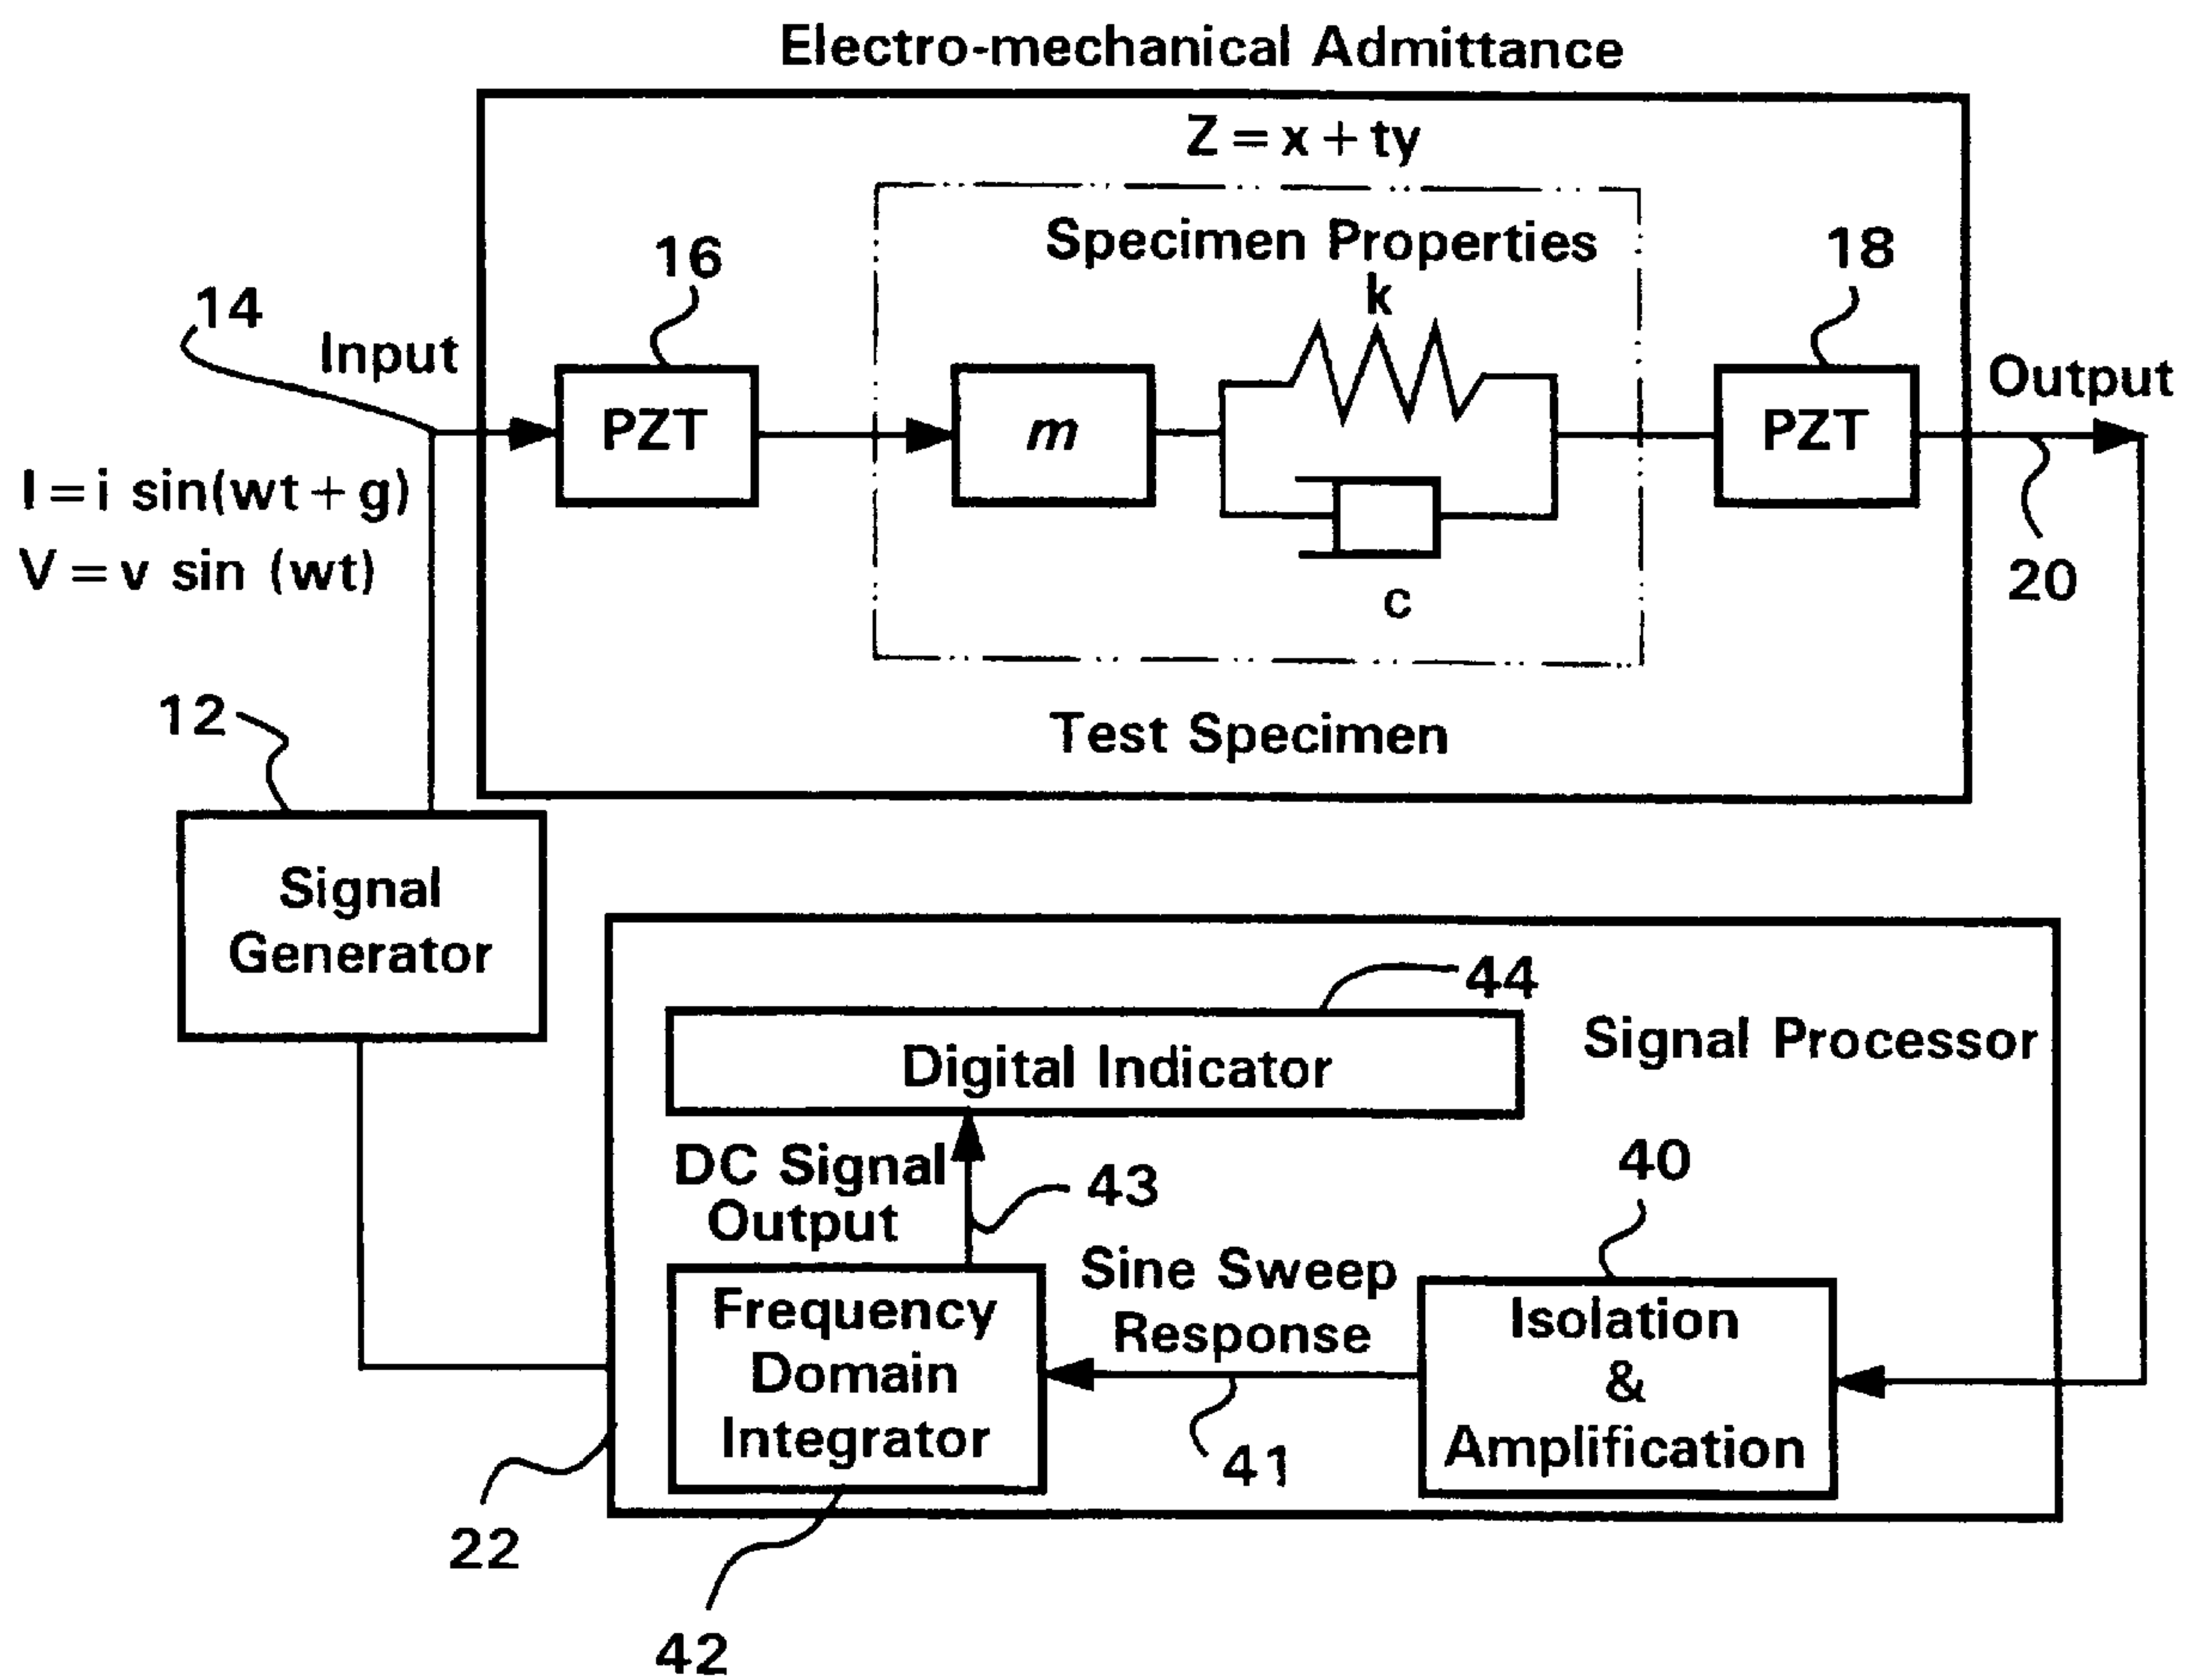 Electro-mechanical Admittance
Z = x + ty
Specimen Properties
16
18
14
Input
k
Output
PZT
m
PZT
I = i sin(wt + g)
V = v sin (wt)
20
c
12
Test Specimen
Signal
Generator
44
Signal Processor
Digital Indicator
DC Signal
Output
43
40
Sine Sweep
Response
Frequency
Domain
Integrator
Isolation
&
Amplification
41
22
42